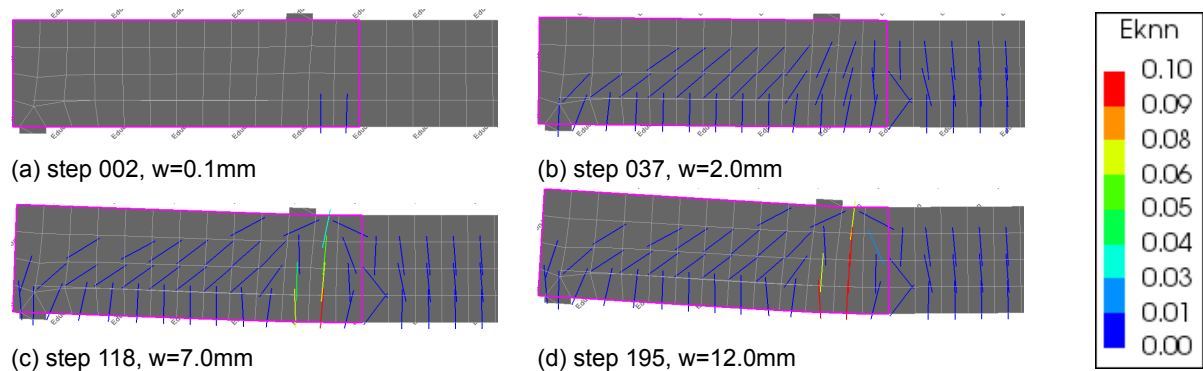 Eknn
0.10
0.09
0.08
0.06
0.05
0.04
0.03
0.01
0.00
(a) step 002, w=0.1mm
(b) step 037, w=2.0mm
(c) step 118, w=7.0mm
(d) step 195, w=12.0mm